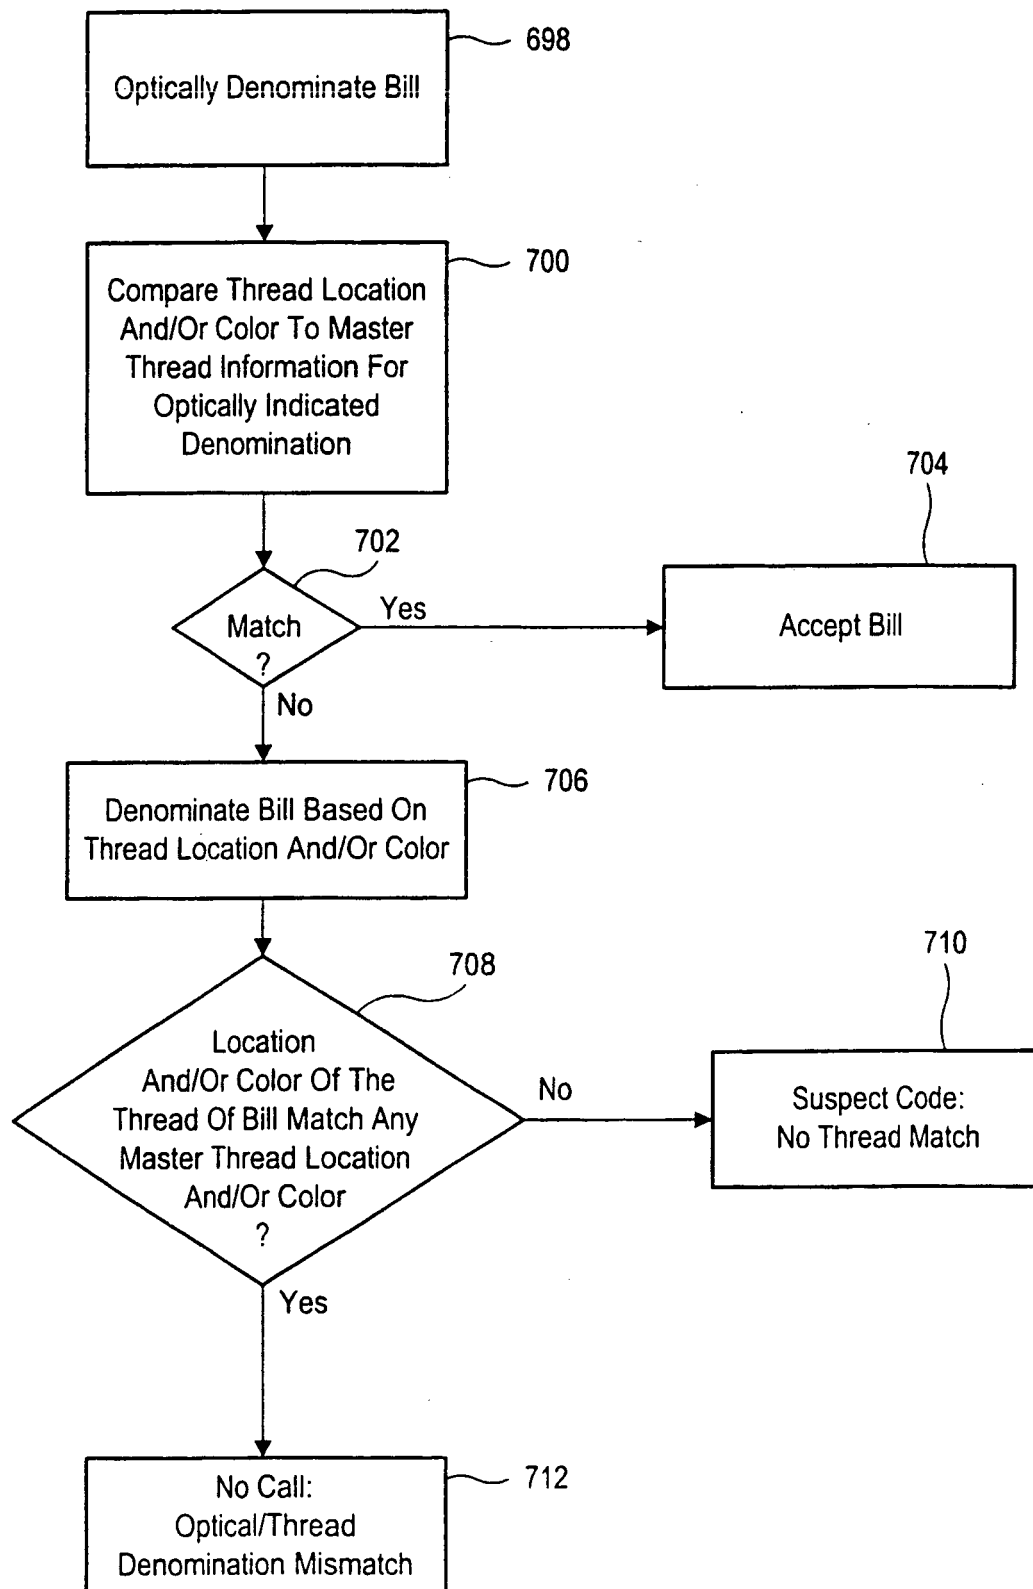 698
Optically Denominate Bill
700
Compare Thread Location
And/Or Color To Master
Thread Information For
Optically Indicated
Denomination
702
704
Match
?
Yes
Accept Bill
No
706
Denominate Bill Based On
Thread Location And/Or Color
708
710
Location
And/Or Color Of The
Thread Of Bill Match Any
Master Thread Location
And/Or Color
?
No
Suspect Code:
No Thread Match
Yes
712
No Call:
Optical/Thread
Denomination Mismatch